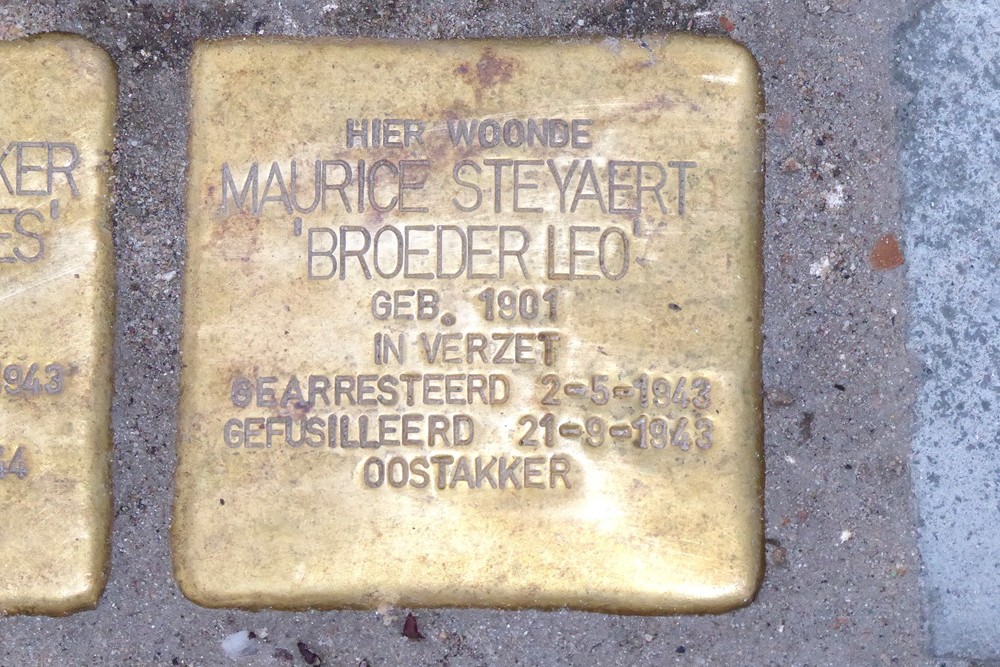 HIER WOONDE
MAURICE STEYAERT
'BROEDER LEO'
GEB. 1901
IN VERZET
GEARRESTEERD 2-5-1943
GEFUSILLEERD 21-9-1943
OOSTAKKER